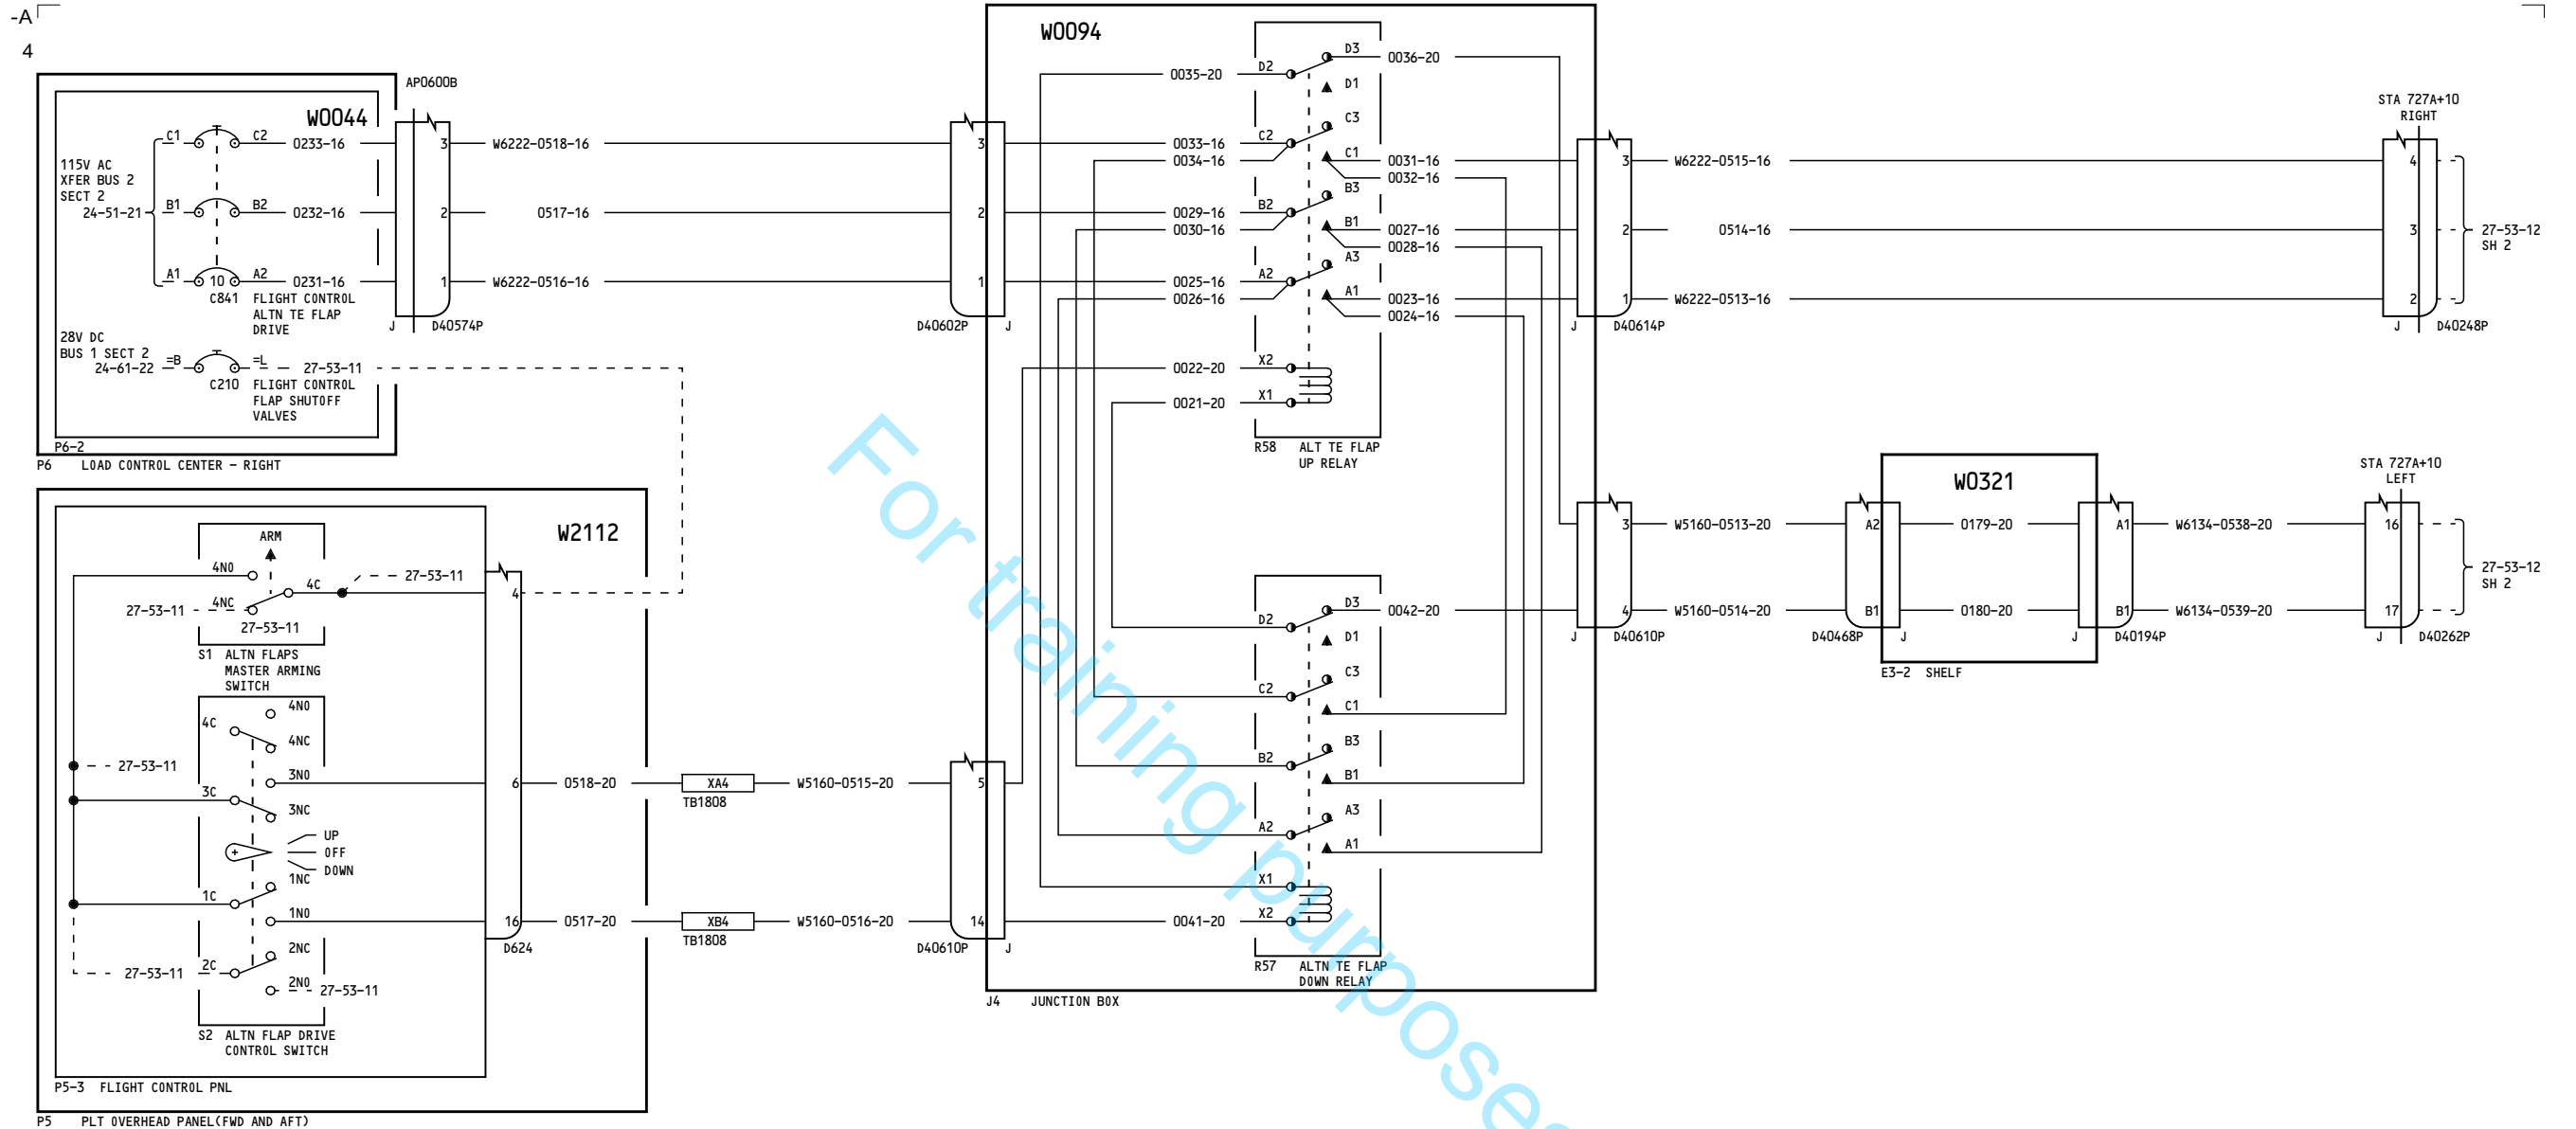 -A
4
W0044
AP0600B
115V AC
XFER BUS 2
SECT 2
24-51-21
C1
C2
0233-16
B1
B2
0232-16
A1
10
A2
0231-16
C841
FLIGHT CONTROL
ALTN TE FLAP
DRIVE
28V DC
BUS 1 SECT 2
24-61-22
=B
=L
27-53-11
C210
FLIGHT CONTROL
FLAP SHUTOFF
VALVES
P6-2
P6 LOAD CONTROL CENTER - RIGHT
3
2
1
J
D40574P
W6222-0518-16
0517-16
W6222-0516-16
3
2
1
D40602P
J
W2112
ARM
4NO
4C
27-53-11
4NC
27-53-11
27-53-11
S1 ALTN FLAPS
MASTER ARMING
SWITCH
4
4NO
4C
4NC
27-53-11
3NO
3C
3NC
UP
OFF
DOWN
1NC
1C
1NO
2NC
27-53-11
2C
2NO
27-53-11
S2 ALTN FLAP DRIVE
CONTROL SWITCH
6
16
D624
P5-3 FLIGHT CONTROL PNL
P5 PLT OVERHEAD PANEL(FWD AND AFT)
0518-20
XA4
TB1808
W5160-0515-20
5
0517-20
XB4
TB1808
W5160-0516-20
14
D40610P
J
W0094
0035-20
D2
D3
0036-20
D1
C3
0033-16
C2
0034-16
C1
0031-16
0032-16
B3
0029-16
B2
0030-16
B1
0027-16
0028-16
A3
0025-16
A2
0026-16
A1
0023-16
0024-16
0022-20
X2
0021-20
X1
R58 ALT TE FLAP
UP RELAY
D3
0042-20
D2
D1
C3
C2
C1
B3
B2
B1
A3
A2
A1
X1
0041-20
X2
R57 ALTN TE FLAP
DOWN RELAY
J4 JUNCTION BOX
3
2
1
J
D40614P
W6222-0515-16
0514-16
W6222-0513-16
STA 727A+10
RIGHT
4
3
2
J
D40248P
27-53-12
SH 2
3
4
J
D40610P
W5160-0513-20
W5160-0514-20
A2
B1
D40468P
J
W0321
0179-20
0180-20
E3-2 SHELF
A1
B1
J
D40194P
W6134-0538-20
W6134-0539-20
STA 727A+10
LEFT
16
17
J
D40262P
27-53-12
SH 2
For training purposes